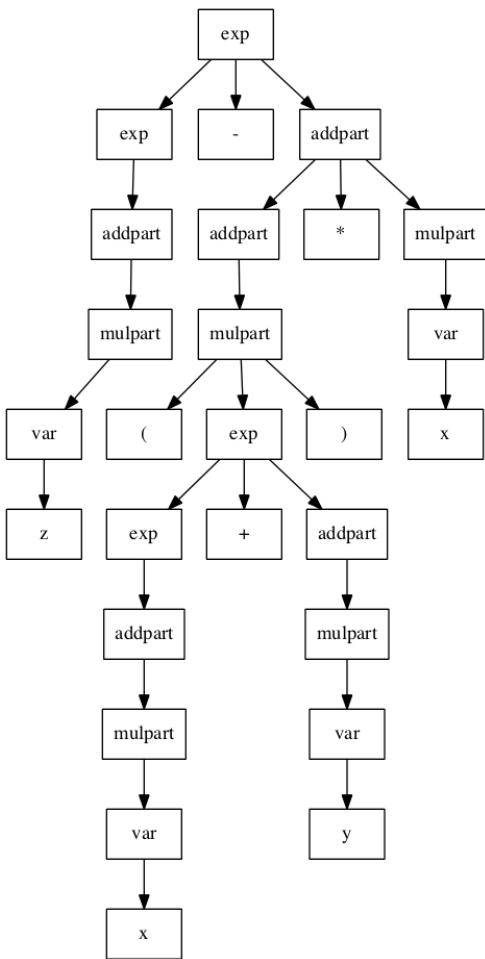 exp
exp - addpart
addpart addpart * mulpart
mulpart mulpart var
var ( exp ) x
z exp + addpart
addpart mulpart
mulpart var
var y
x